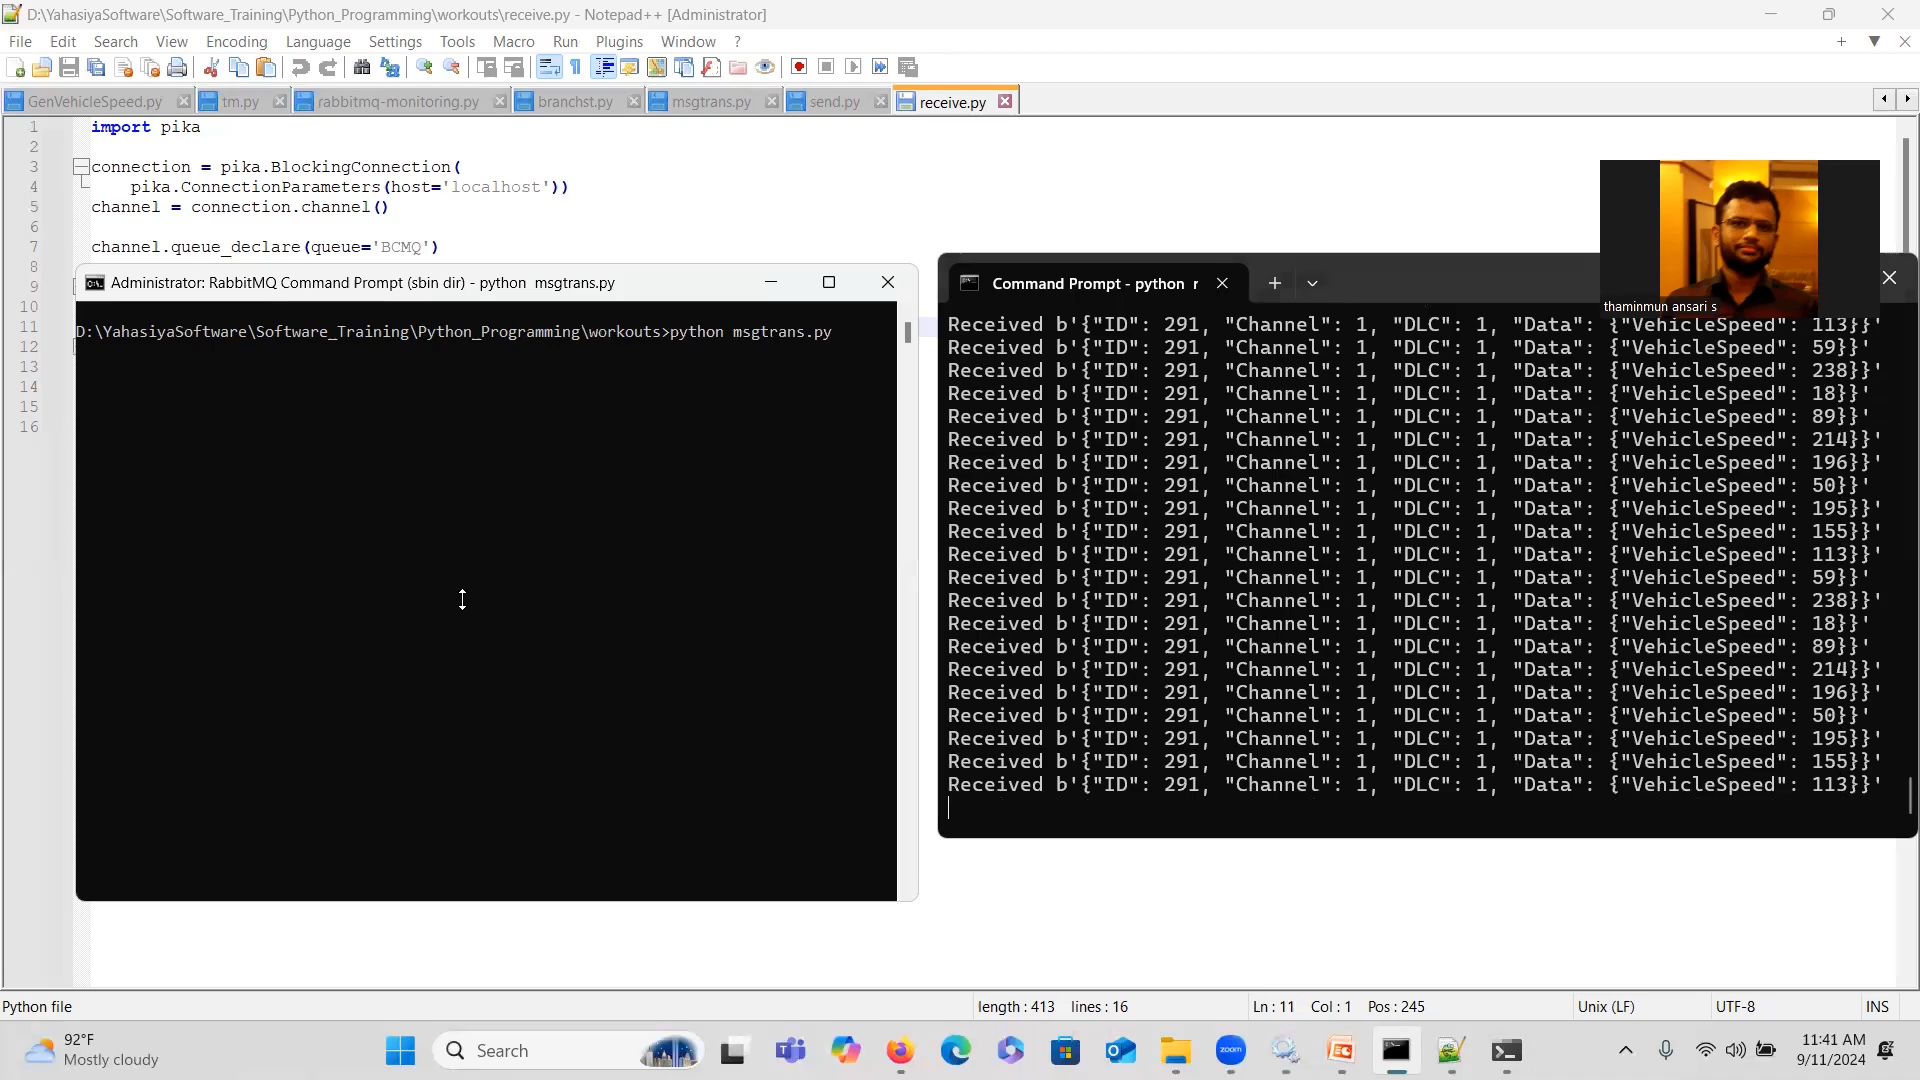 D:\YahasiyaSoftware\Software_Training\Python_Programming\workouts\receive.py - Notepad++ [Administrator]
File Edit Search View Encoding Language Settings Tools Macro Run Plugins Window ?
GenVehicleSpeed.py tm.py rabbitmq-monitoring.py branchst.py msgtrans.py send.py receive.py
1 import pika
2
3 connection = pika.BlockingConnection(
4 pika.ConnectionParameters(host='localhost'))
5 channel = connection.channel()
6
7 channel.queue_declare(queue='BCMQ')
8
9
10
11
12
13
14
15
16
Administrator: RabbitMQ Command Prompt (sbin dir) - python msgtrans.py
D:\YahasiyaSoftware\Software_Training\Python_Programming\workouts>python msgtrans.py
Command Prompt - python r
thaminmun ansari s
Received b'{"ID": 291, "Channel": 1, "DLC": 1, "Data": {"VehicleSpeed": 113}}'
Received b'{"ID": 291, "Channel": 1, "DLC": 1, "Data": {"VehicleSpeed": 59}}'
Received b'{"ID": 291, "Channel": 1, "DLC": 1, "Data": {"VehicleSpeed": 238}}'
Received b'{"ID": 291, "Channel": 1, "DLC": 1, "Data": {"VehicleSpeed": 18}}'
Received b'{"ID": 291, "Channel": 1, "DLC": 1, "Data": {"VehicleSpeed": 89}}'
Received b'{"ID": 291, "Channel": 1, "DLC": 1, "Data": {"VehicleSpeed": 214}}'
Received b'{"ID": 291, "Channel": 1, "DLC": 1, "Data": {"VehicleSpeed": 196}}'
Received b'{"ID": 291, "Channel": 1, "DLC": 1, "Data": {"VehicleSpeed": 50}}'
Received b'{"ID": 291, "Channel": 1, "DLC": 1, "Data": {"VehicleSpeed": 195}}'
Received b'{"ID": 291, "Channel": 1, "DLC": 1, "Data": {"VehicleSpeed": 155}}'
Received b'{"ID": 291, "Channel": 1, "DLC": 1, "Data": {"VehicleSpeed": 113}}'
Received b'{"ID": 291, "Channel": 1, "DLC": 1, "Data": {"VehicleSpeed": 59}}'
Received b'{"ID": 291, "Channel": 1, "DLC": 1, "Data": {"VehicleSpeed": 238}}'
Received b'{"ID": 291, "Channel": 1, "DLC": 1, "Data": {"VehicleSpeed": 18}}'
Received b'{"ID": 291, "Channel": 1, "DLC": 1, "Data": {"VehicleSpeed": 89}}'
Received b'{"ID": 291, "Channel": 1, "DLC": 1, "Data": {"VehicleSpeed": 214}}'
Received b'{"ID": 291, "Channel": 1, "DLC": 1, "Data": {"VehicleSpeed": 196}}'
Received b'{"ID": 291, "Channel": 1, "DLC": 1, "Data": {"VehicleSpeed": 50}}'
Received b'{"ID": 291, "Channel": 1, "DLC": 1, "Data": {"VehicleSpeed": 195}}'
Received b'{"ID": 291, "Channel": 1, "DLC": 1, "Data": {"VehicleSpeed": 155}}'
Received b'{"ID": 291, "Channel": 1, "DLC": 1, "Data": {"VehicleSpeed": 113}}'
Python file length : 413 lines : 16 Ln : 11 Col : 1 Pos : 245 Unix (LF) UTF-8 INS
92°F
Mostly cloudy
Search
zoom
11:41 AM
9/11/2024